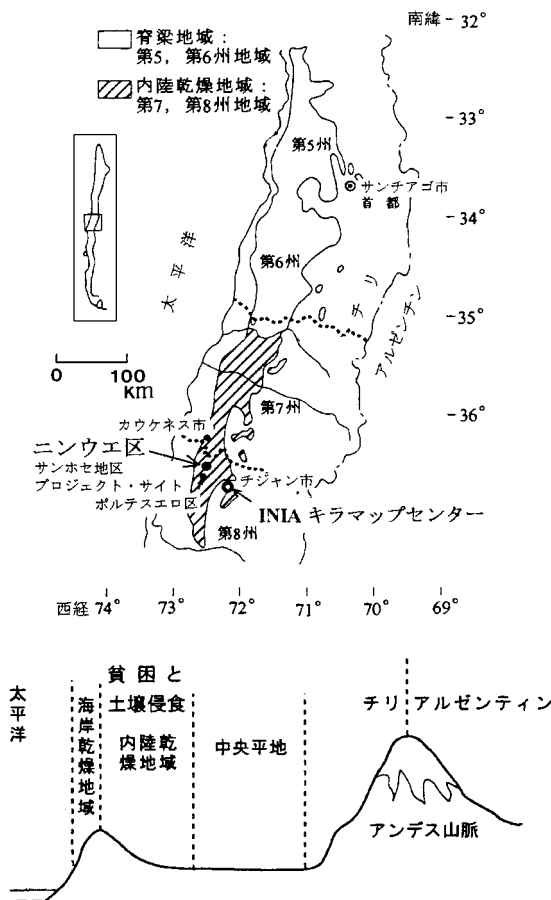 脊梁地域：
第5，第6州地域
内陸乾燥地域：
第7，第8州地域
南緯 - 32°
33°
34°
35°
36°
第5州
サンチアゴ市
首都
第6州
太平洋
チリ
アルゼンチン
0 100
KM
第7州
カウケネス市
ニンウエ区
サンホセ地区
プロジェクト・サイト
ポルテスエロ区
チジャン市
INIA キラマップセンター
第8州
西経 74° 73° 72° 71° 70° 69°
太平洋
海岸乾燥地域
貧困と
土壌侵食
内陸乾
燥地域
中央平地
チリ アルゼンティン
アンデス山脈